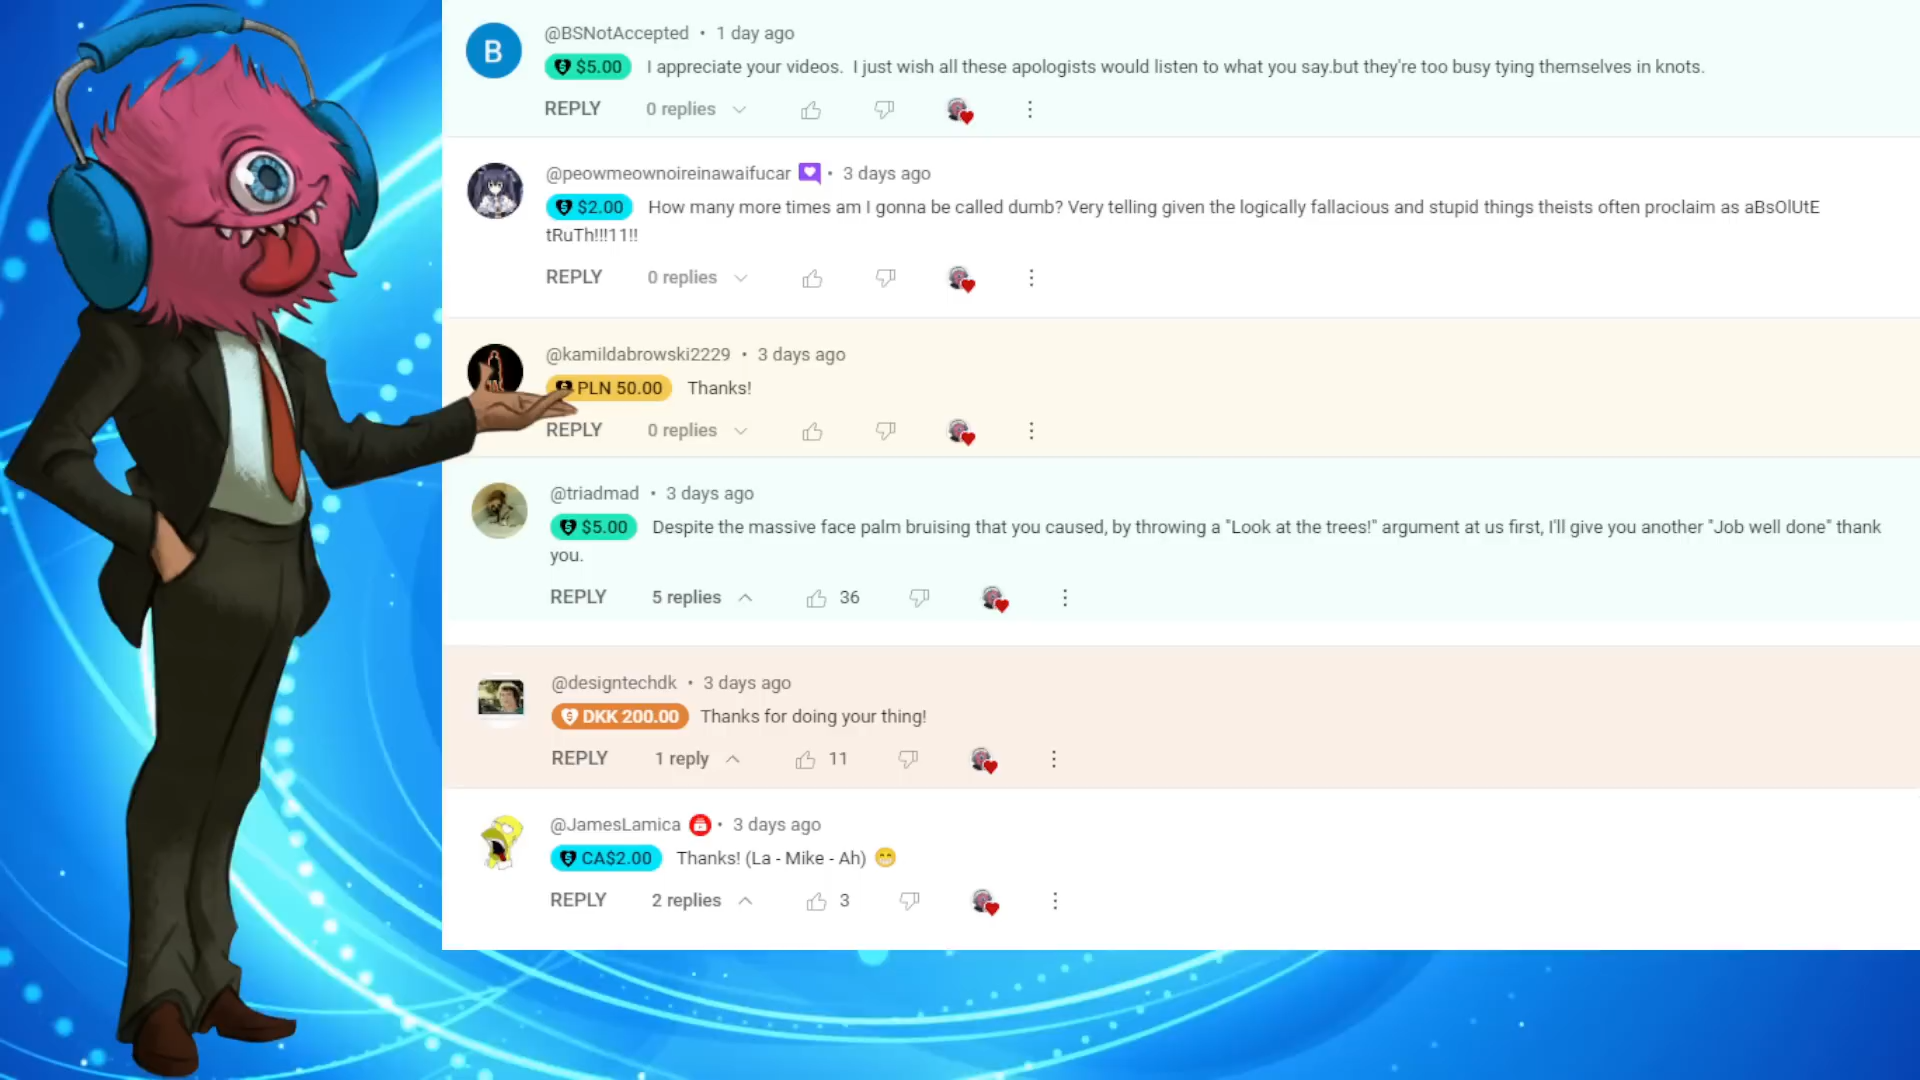 B
@BSNotAccepted • 1 day ago
$5.00 I appreciate your videos. I just wish all these apologists would listen to what you say.but they're too busy tying themselves in knots.
REPLY 0 replies
@peowmeownoireinawaifucar • 3 days ago
$2.00 How many more times am I gonna be called dumb? Very telling given the logically fallacious and stupid things theists often proclaim as aBsOlUtE
tRuTh!!!11!!
REPLY 0 replies
@kamildabrowski2229 • 3 days ago
PLN 50.00 Thanks!
REPLY 0 replies
@triadmad • 3 days ago
$5.00 Despite the massive face palm bruising that you caused, by throwing a "Look at the trees!" argument at us first, I'll give you another "Job well done" thank
you.
REPLY 5 replies 36
@designtechdk • 3 days ago
DKK 200.00 Thanks for doing your thing!
REPLY 1 reply 11
@JamesLamica • 3 days ago
CA$2.00 Thanks! (La - Mike - Ah) 😁
REPLY 2 replies 3